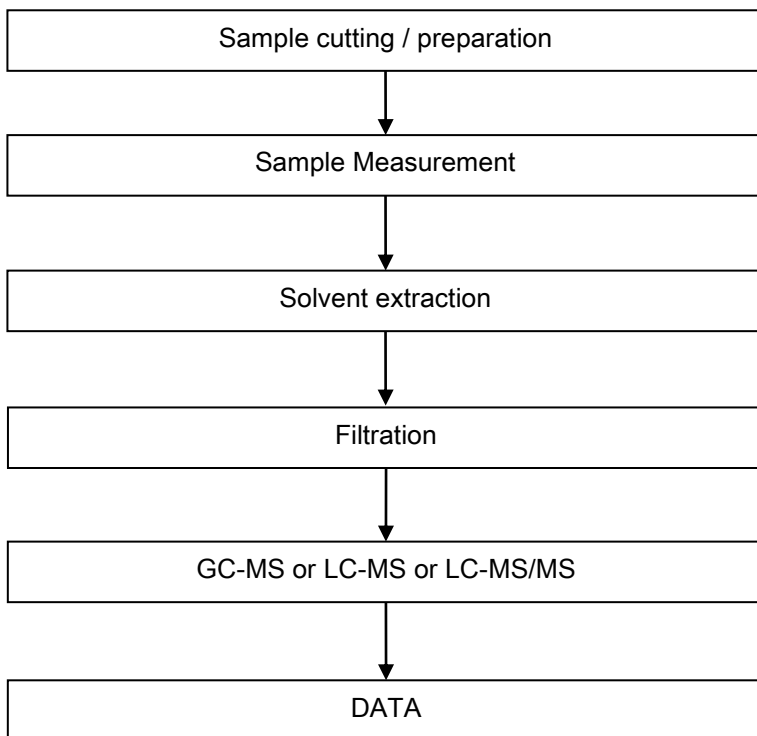 Sample cutting / preparation
Sample Measurement
Solvent extraction
Filtration
GC-MS or LC-MS or LC-MS/MS
DATA